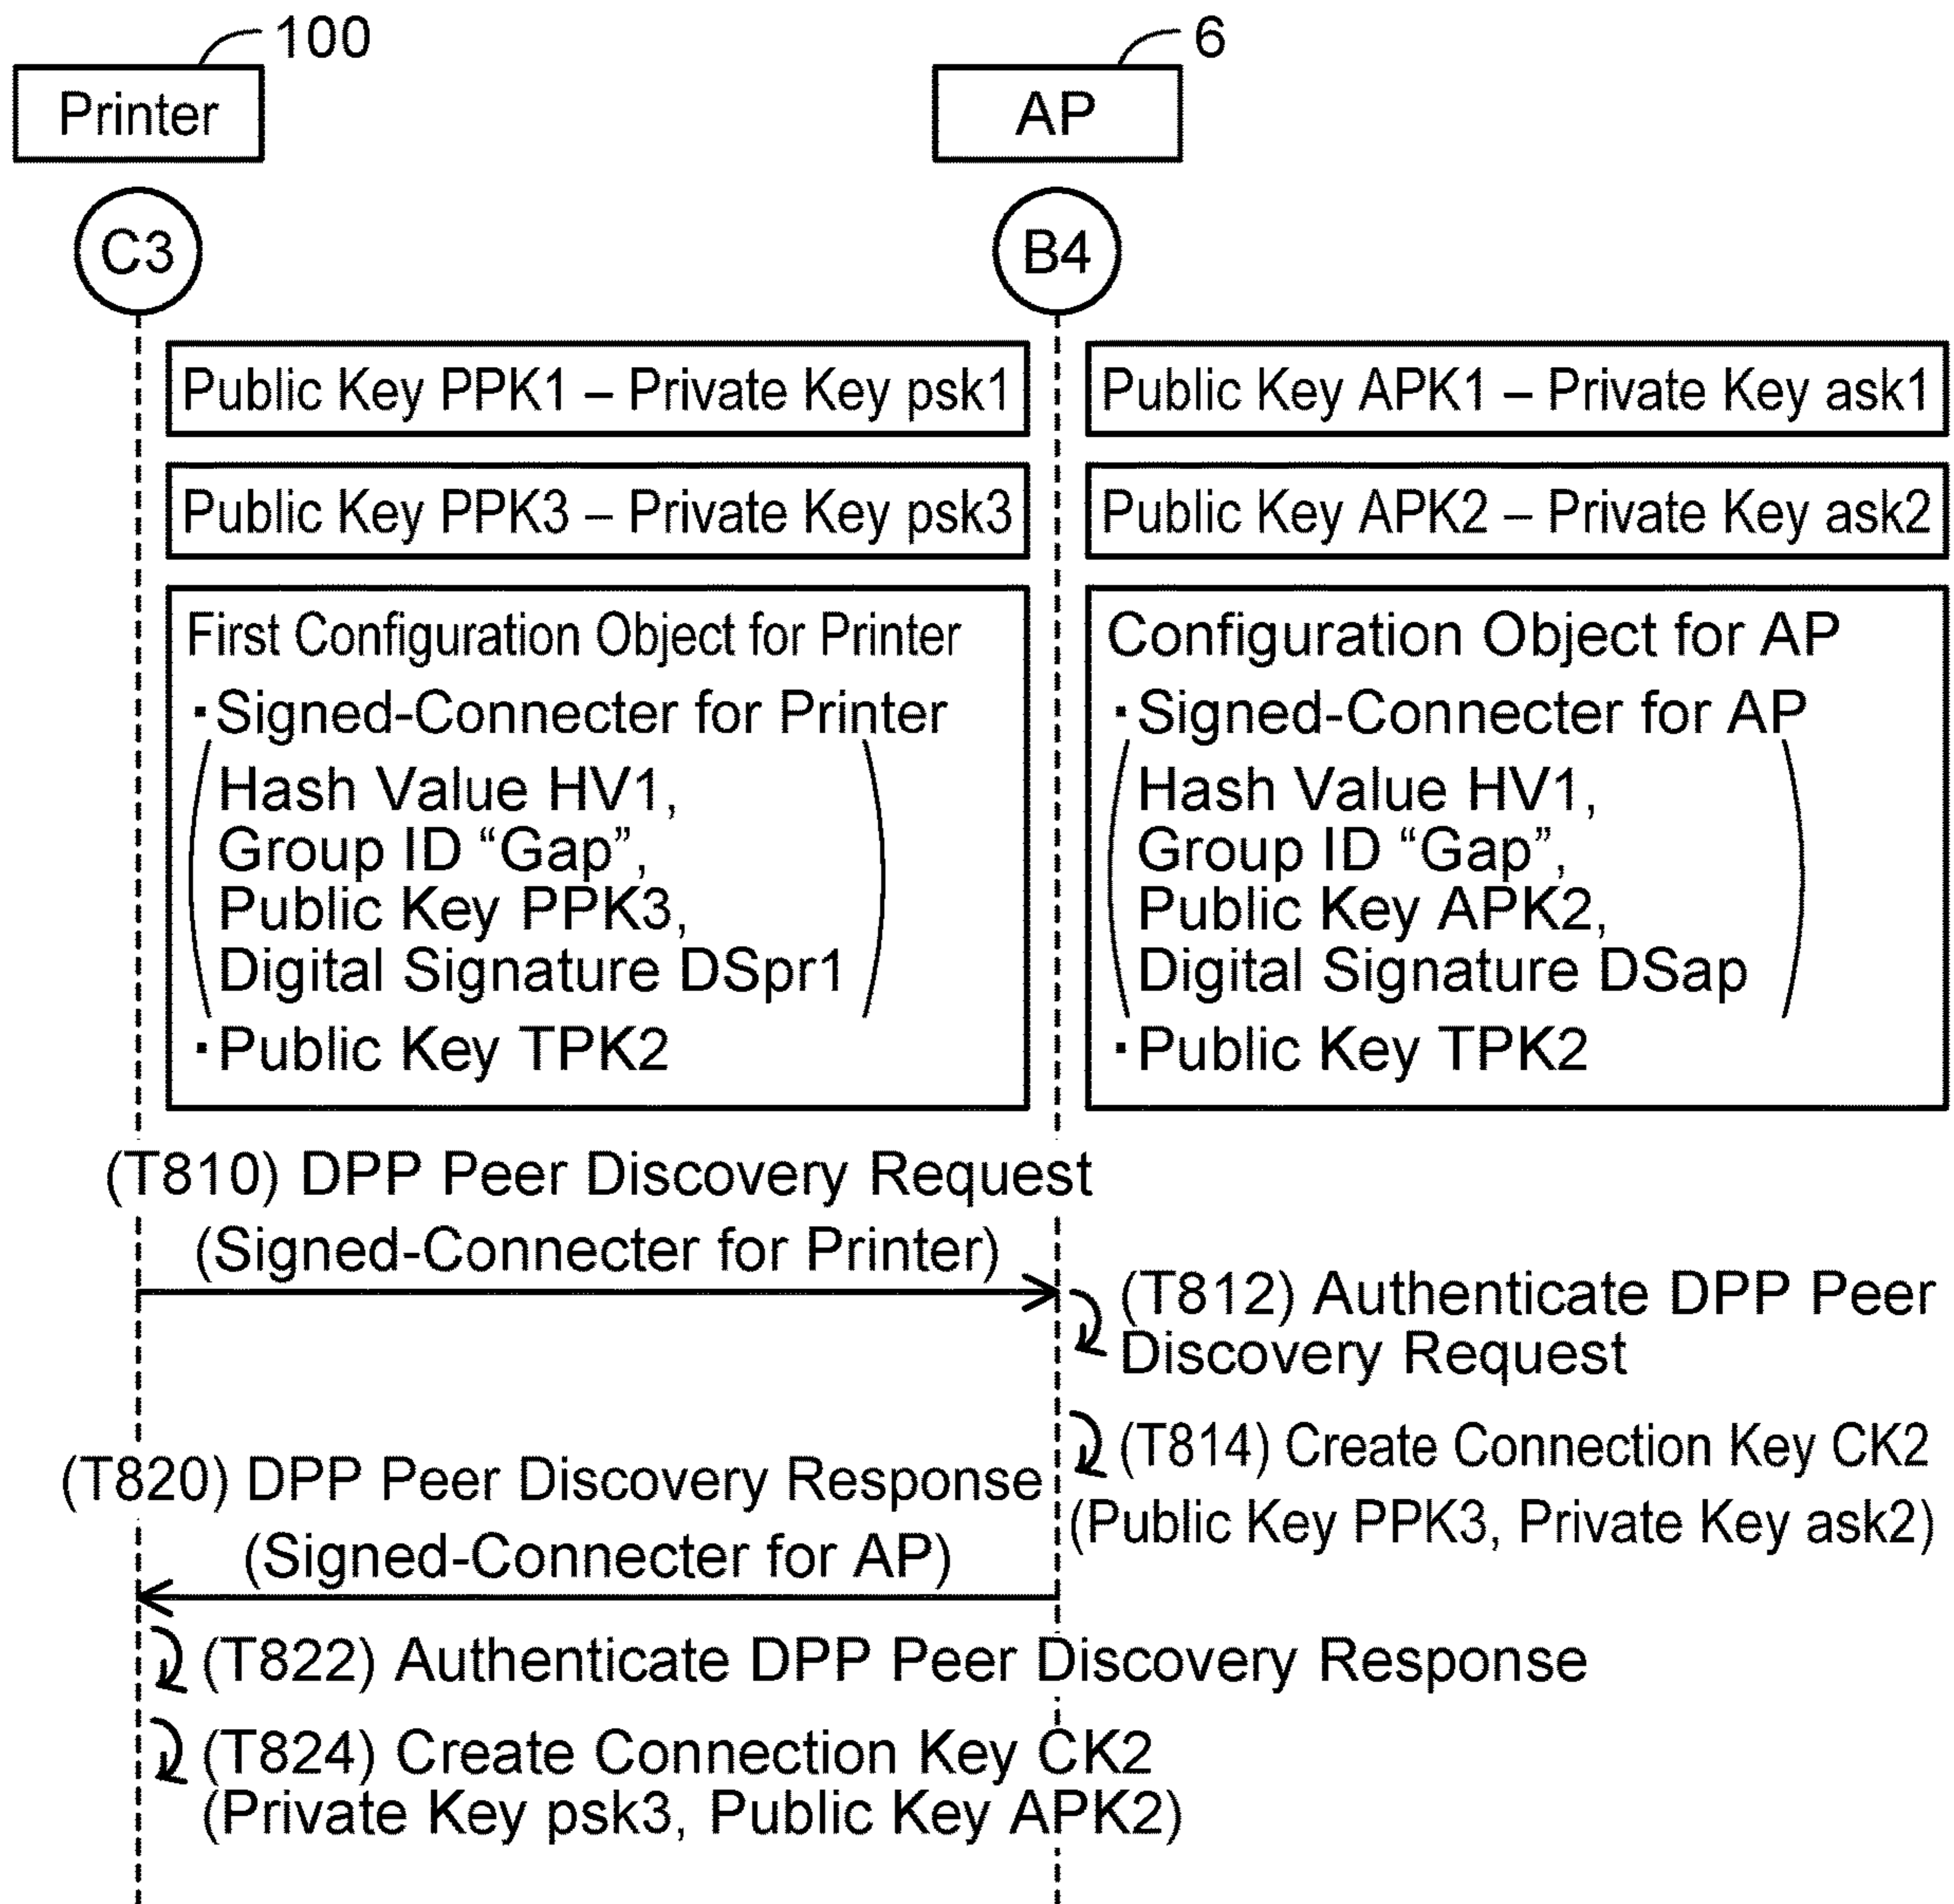 100
6
Printer
AP
C3
B4
Public Key PPK1 – Private Key psk1
Public Key APK1 – Private Key ask1
Public Key PPK3 – Private Key psk3
Public Key APK2 – Private Key ask2
First Configuration Object for Printer
・Signed-Connecter for Printer
Hash Value HV1,
Group ID “Gap”,
Public Key PPK3,
Digital Signature DSpr1
・Public Key TPK2
Configuration Object for AP
・Signed-Connecter for AP
Hash Value HV1,
Group ID “Gap”,
Public Key APK2,
Digital Signature DSap
・Public Key TPK2
(T810) DPP Peer Discovery Request
(Signed-Connecter for Printer)
(T812) Authenticate DPP Peer
Discovery Request
(T814) Create Connection Key CK2
(Public Key PPK3, Private Key ask2)
(T820) DPP Peer Discovery Response
(Signed-Connecter for AP)
(T822) Authenticate DPP Peer Discovery Response
(T824) Create Connection Key CK2
(Private Key psk3, Public Key APK2)